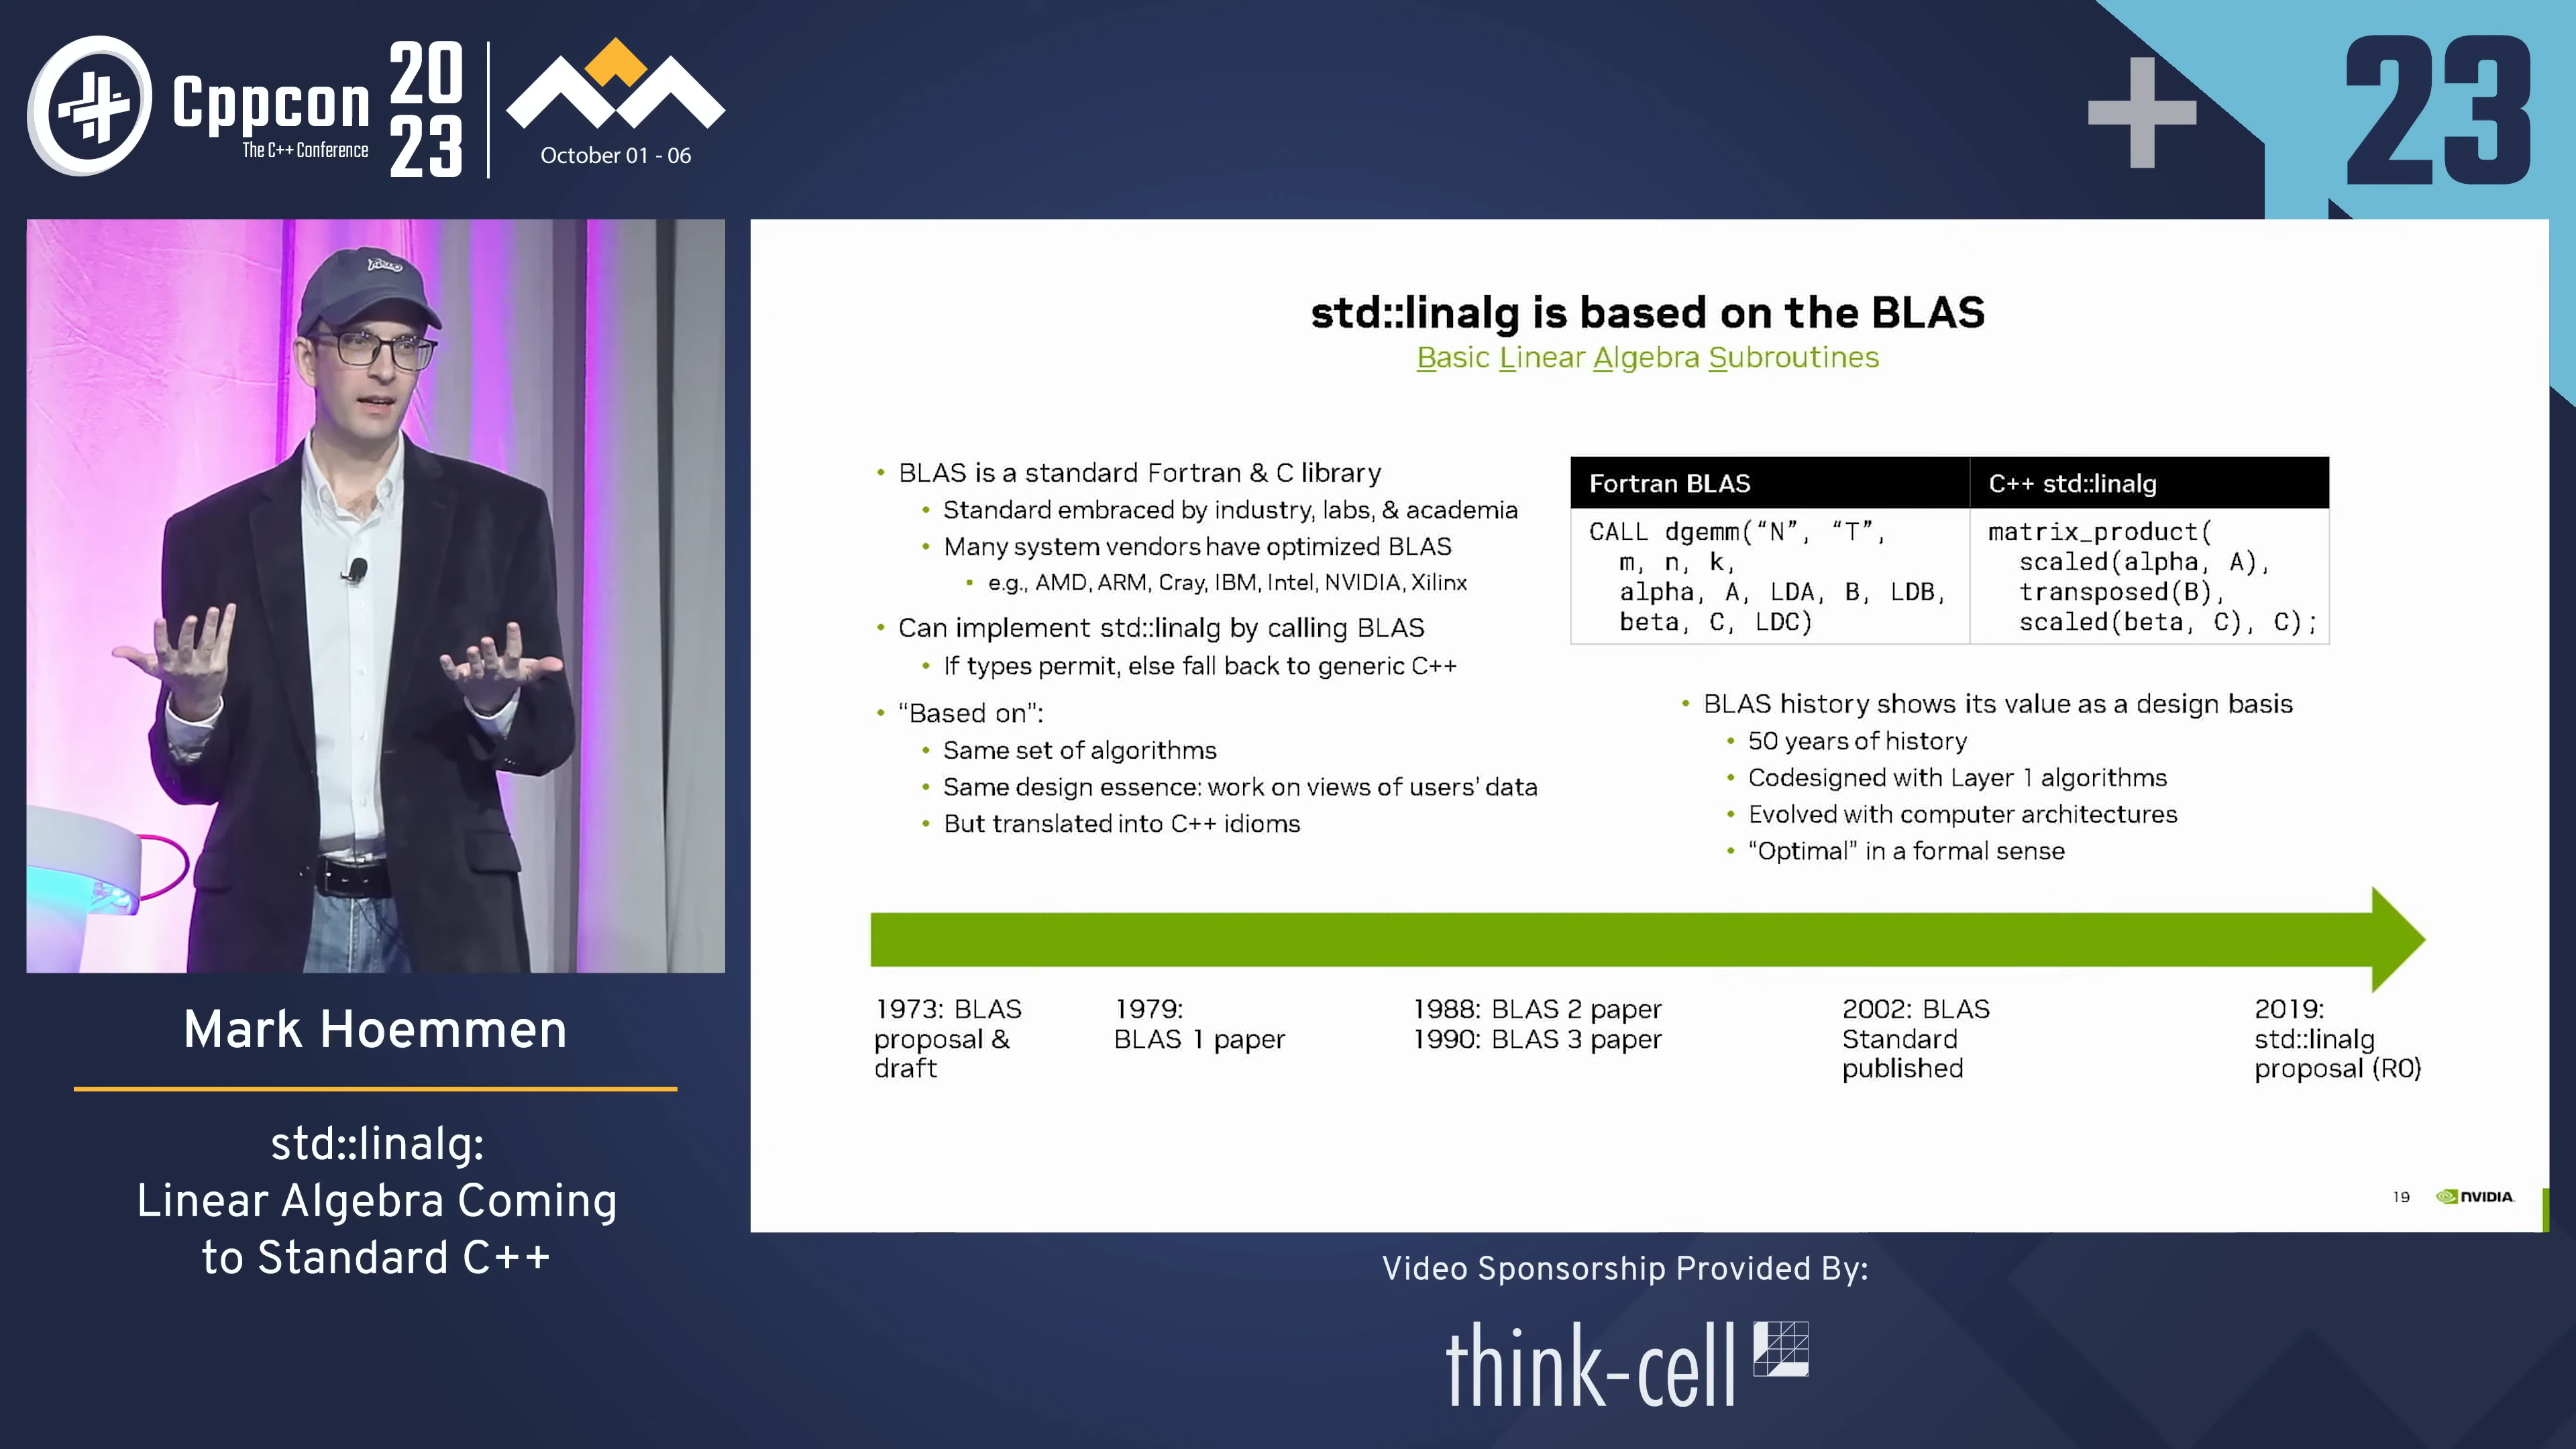 Cppcon
The C++ Conference
20
23
October 01 - 06
23
std::linalg is based on the BLAS
Basic Linear Algebra Subroutines
• BLAS is a standard Fortran & C library
• Standard embraced by industry, labs, & academia
• Many system vendors have optimized BLAS
• e.g., AMD, ARM, Cray, IBM, Intel, NVIDIA, Xilinx
• Can implement std::linalg by calling BLAS
• If types permit, else fall back to generic C++
• “Based on”:
• Same set of algorithms
• Same design essence: work on views of users’ data
• But translated into C++ idioms
Fortran BLAS
CALL dgemm(“N”, “T”,
m, n, k,
alpha, A, LDA, B, LDB,
beta, C, LDC)
C++ std::linalg
matrix_product(
scaled(alpha, A),
transposed(B),
scaled(beta, C), C);
• BLAS history shows its value as a design basis
• 50 years of history
• Codesigned with Layer 1 algorithms
• Evolved with computer architectures
• “Optimal” in a formal sense
1973: BLAS
proposal &
draft
1979:
BLAS 1 paper
1988: BLAS 2 paper
1990: BLAS 3 paper
2002: BLAS
Standard
published
2019:
std::linalg
proposal (R0)
19
NVIDIA.
Mark Hoemmen
std::linalg:
Linear Algebra Coming
to Standard C++
Video Sponsorship Provided By:
think-cell